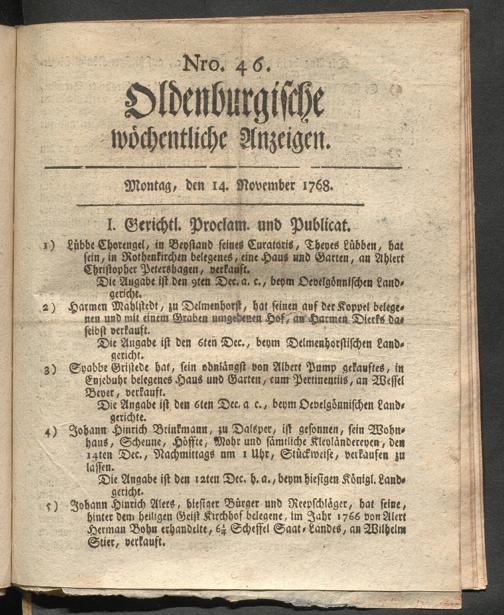 Nro. 46.
Oldenburgische
wöchentliche Anzeigen.
Montag, den 14. November 1768.
I. Gerichtl. Proclam. und Publicat.
1) Lübbe Chorengel, in Beystand seines Curatoris, Theyes Lübben, hat
sein, in Rothenkirchen belegenes, eine Haus und Garten, an Ahlert
Christopher Petershagen, verkauft.
Die Angabe ist den 9ten Dec. a. c., beym Oevelgönnischen Land-
gericht.
2) Harmen Mahlstedt, zu Delmenhorst, hat seinen auf der Koppel belege-
nen und mit einem Graben umgebenen Hof, an Harmen Dierks da-
selbst verkauft.
Die Angabe ist den 6ten Dec., beym Delmenhorstischen Land-
gericht.
3) Syabbe Gristede hat, sein ohnlängst von Albert Pump gekauftes, in
Enjebuhr belegenes Haus und Garten, cum Pertinentiis, an Wessel
Beyer, verkauft.
Die Angabe ist den 6ten Dec. a. c., beym Oevelgönnischen Land-
gerichte.
4) Johann Hinrich Brinkmann, zu Dalsper, ist gesonnen, sein Wohn-
haus, Scheune, Höffte, Mohr und sämtliche Kleyländereyen, den
14ten Dec., Nachmittags um 1 Uhr, Stückweise, verkaufen zu
lassen.
Die Angabe ist den 12ten Dec. h. a., beym hiesigen Königl. Land-
gericht.
5) Johann Hinrich Alers, hiesiger Bürger und Reepschläger, hat seine,
hinter dem heiligen Geist Kirchhof belegene, im Jahr 1766 von Alert
Herman Bohn erhandelte, 6¼ Scheffel Saat-Landes, an Wilhelm
Stier, verkauft.